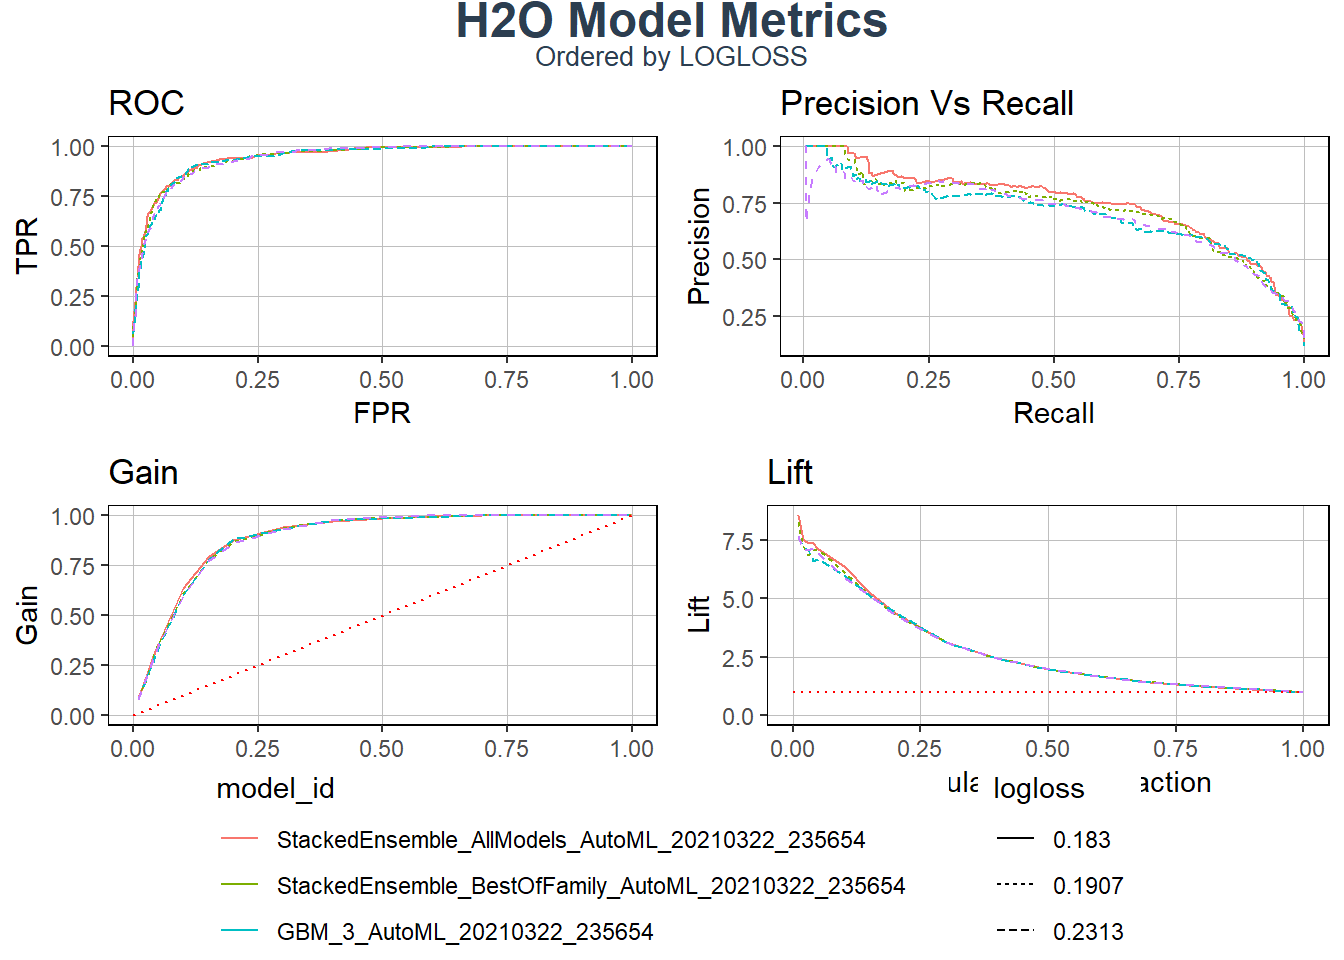 H2O Model Metrics
Ordered by LOGLOSS
ROC
1.00
0.75
0.50
0.25
0.00
TPR
0.00 0.25 0.50 0.75 1.00
FPR
Precision Vs Recall
1.00
0.75
0.50
0.25
Precision
0.00 0.25 0.50 0.75 1.00
Recall
Gain
1.00
0.75
0.50
0.25
0.00
Gain
0.00 0.25 0.50 0.75 1.00
Lift
7.5
5.0
2.5
0.0
Lift
0.00 0.25 0.50 0.75 1.00
action
model_id
StackedEnsemble_AllModels_AutoML_20210322_235654
StackedEnsemble_BestOfFamily_AutoML_20210322_235654
GBM_3_AutoML_20210322_235654
logloss
0.183
0.1907
0.2313